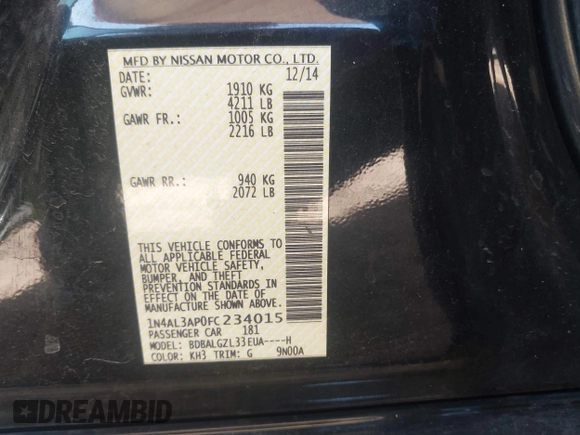 MFD BY NISSAN MOTOR CO., LTD.
DATE: 12/14
GVWR: 1910 KG
4211 LB
GAWR FR.: 1005 KG
2216 LB
GAWR RR.: 940 KG
2072 LB
THIS VEHICLE CONFORMS TO
ALL APPLICABLE FEDERAL
MOTOR VEHICLE SAFETY,
BUMPER, AND THEFT
PREVENTION STANDARDS IN
EFFECT ON THE DATE OF
MANUFACTURE SHOWN ABOVE.
1N4AL3AP0FC234015
PASSENGER CAR 181
MODEL: BDBALGZL33EUA----H
COLOR: KH3 TRIM: G 9N00A
DREAMBID